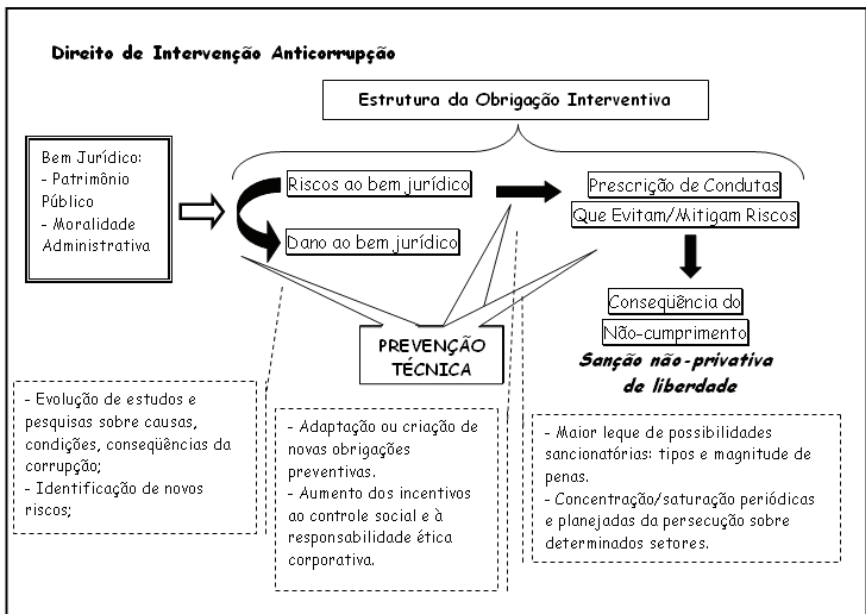 Direito de Intervenção Anticorrupção
Estrutura da Obrigação Interventiva
Bem Jurídico:
- Patrimônio
Público
- Moralidade
Administrativa
Riscos ao bem jurídico
Dano ao bem jurídico
Prescrição de Condutas
Que Evitam/Mitigam Riscos
Conseqüência do
Não-cumprimento
Sanção não-privativa
de liberdade
PREVENÇÃO
TÉCNICA
- Evolução de estudos e
pesquisas sobre causas,
condições, conseqüências da
corrupção;
- Identificação de novos
riscos;
- Adaptação ou criação de
novas obrigações
preventivas.
- Aumento dos incentivos
ao controle social e à
responsabilidade ética
corporativa.
- Maior leque de possibilidades
sancionatórias: tipos e magnitude de
penas.
- Concentração/saturação periódicas
e planejadas da persecução sobre
determinados setores.